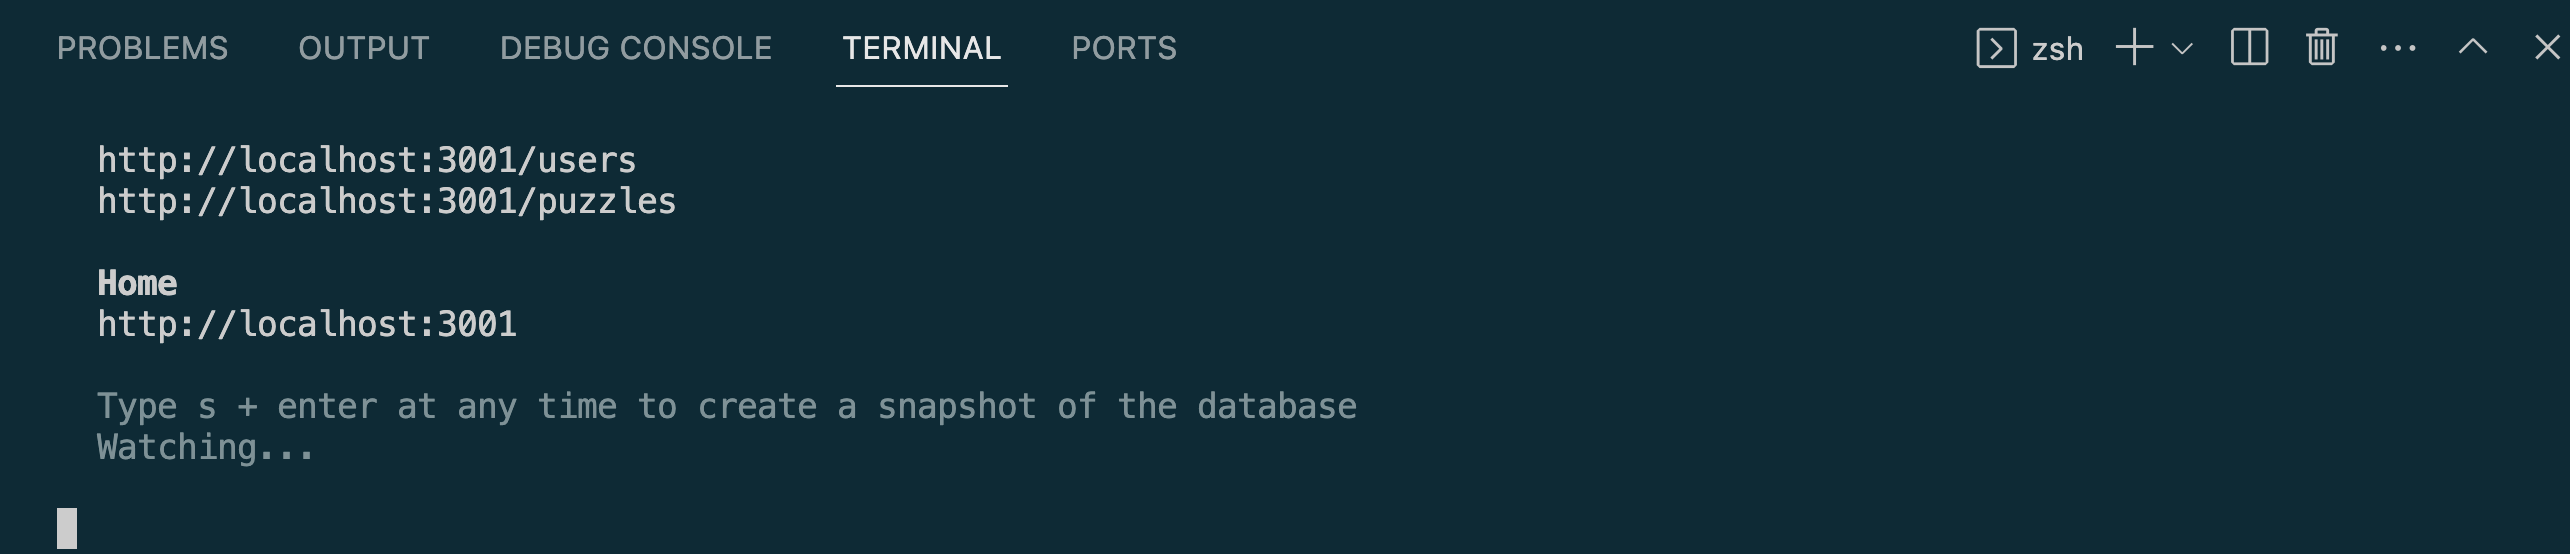 PROBLEMS OUTPUT DEBUG CONSOLE TERMINAL PORTS zsh
http://localhost:3001/users
http://localhost:3001/puzzles
Home
http://localhost:3001
Type s + enter at any time to create a snapshot of the database
Watching...